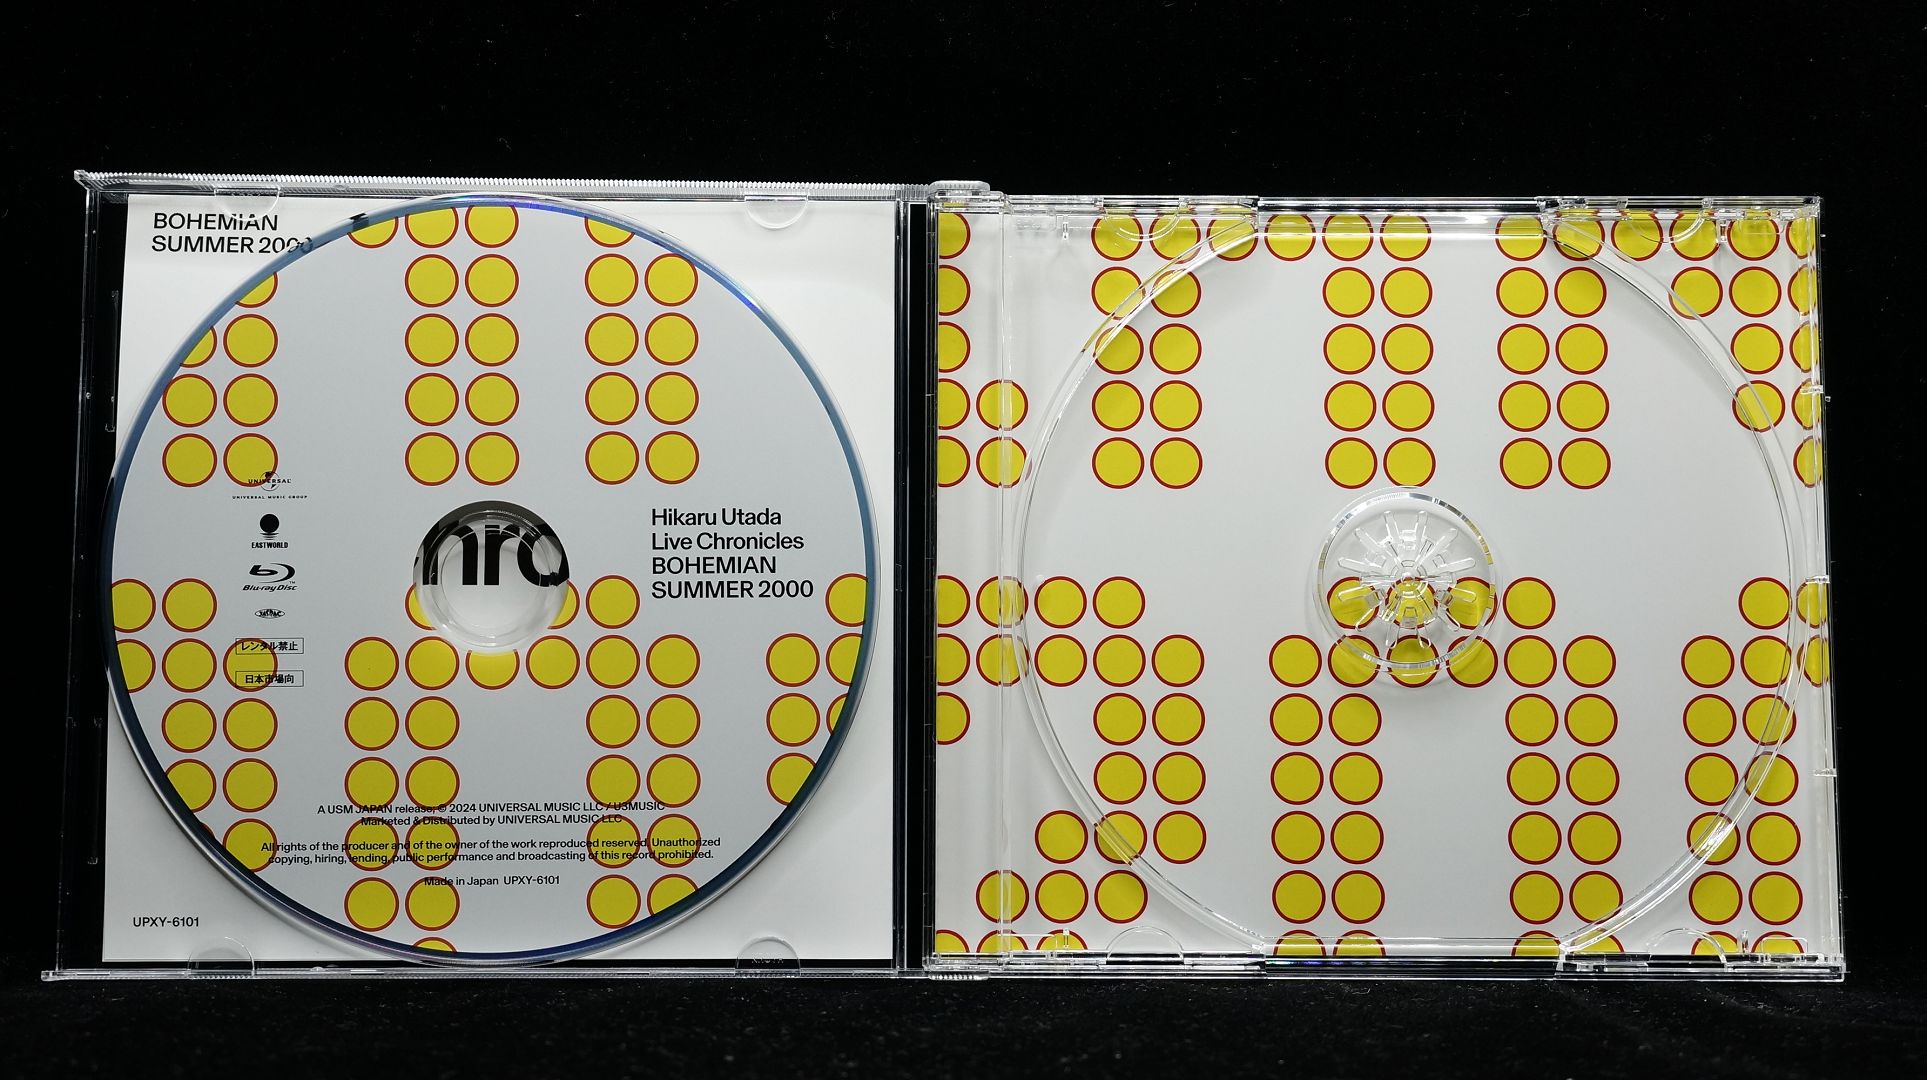 BOHEMIAN
SUMMER 2000
UNIVERSAL
UNIVERSAL MUSIC GROUP
EASTWORLD
Blu-ray Disc
TM
JASRAC
レンタル禁止
日本市場向
Hikaru Utada
Live Chronicles
BOHEMIAN
SUMMER 2000
A USM JAPAN release. © 2024 UNIVERSAL MUSIC LLC / U3MUSIC
Marketed & Distributed by UNIVERSAL MUSIC LLC
All rights of the producer and of the owner of the work reproduced reserved. Unauthorized
copying, hiring, lending, public performance and broadcasting of this record prohibited.
Made in Japan UPXY-6101
UPXY-6101